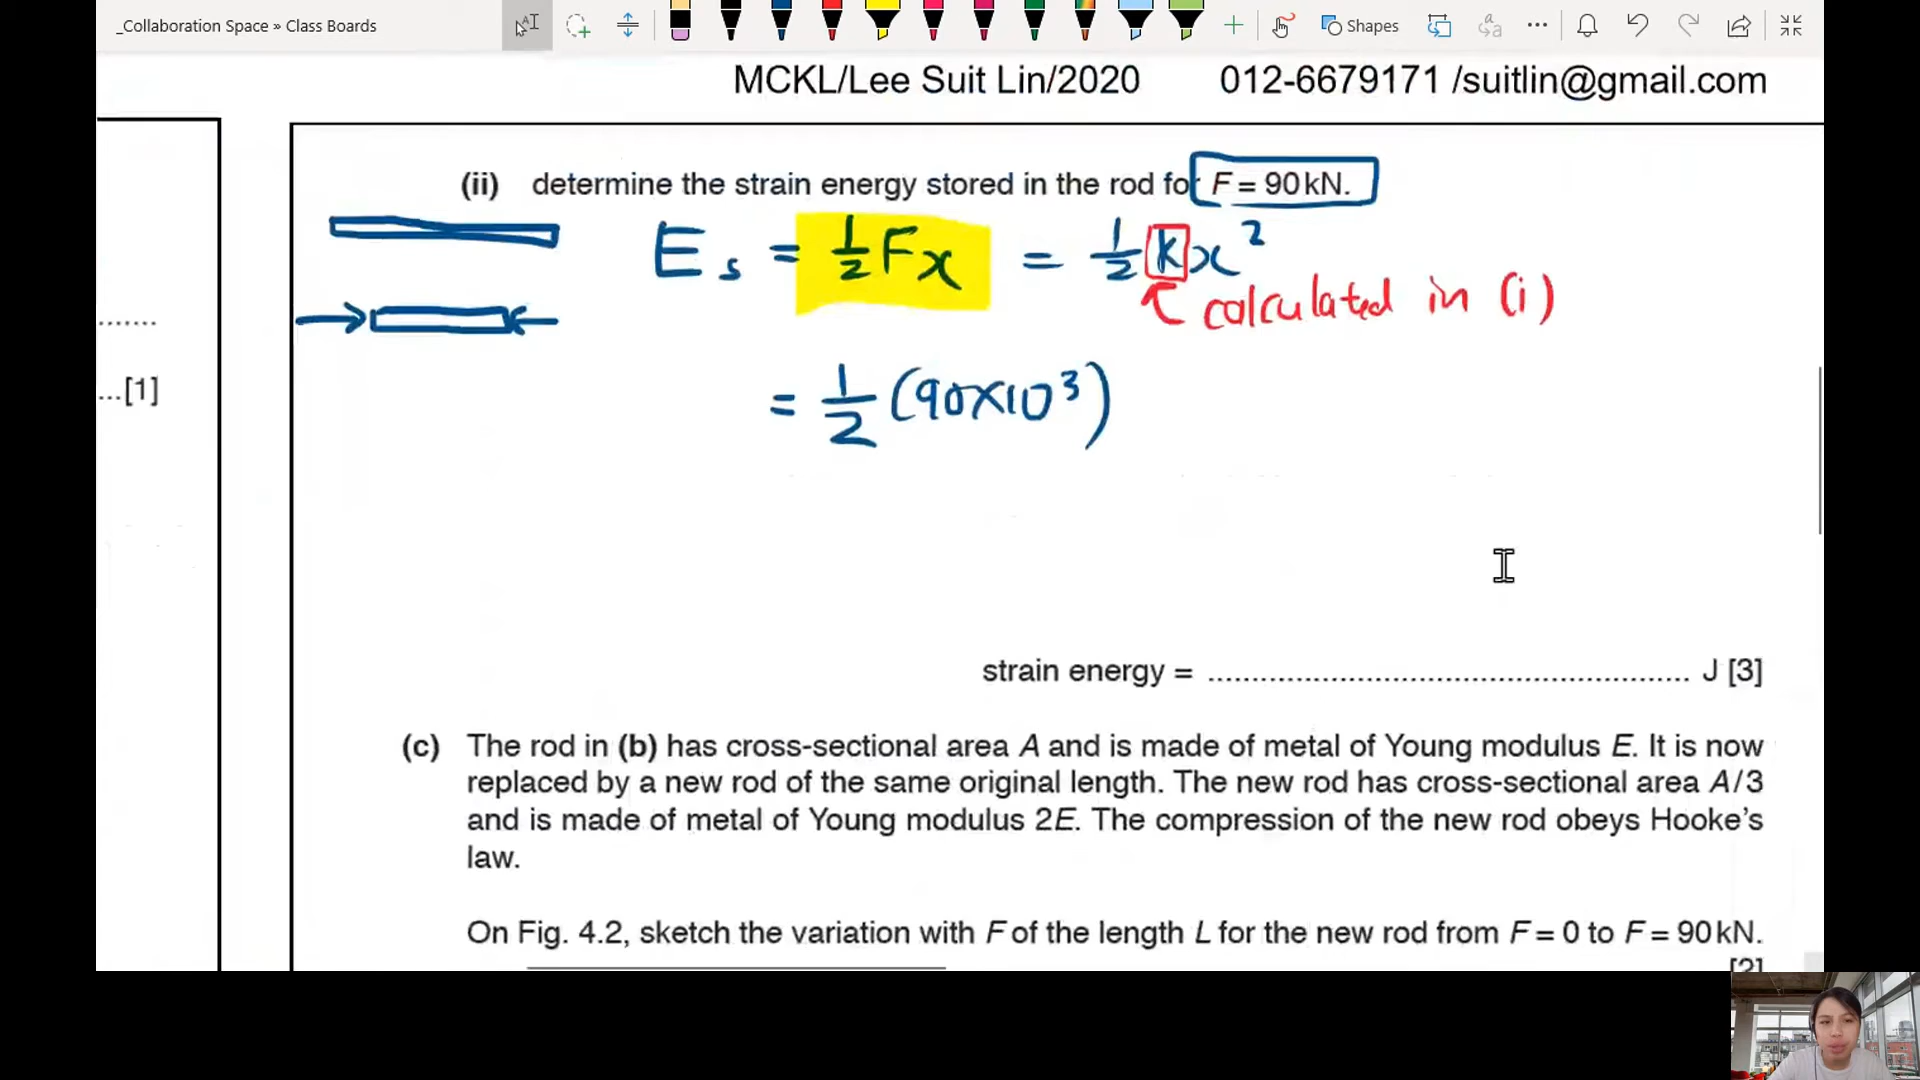 _Collaboration Space » Class Boards
Shapes
MCKL/Lee Suit Lin/2020 012-6679171 /suitlin@gmail.com
(ii) determine the strain energy stored in the rod for F = 90 kN.
E s = ½ F x = ½ k x ²
calculated in (i)
= ½ (90×10³)
.......
...[1]
strain energy = ........................................................ J [3]
(c) The rod in (b) has cross-sectional area A and is made of metal of Young modulus E. It is now
replaced by a new rod of the same original length. The new rod has cross-sectional area A/3
and is made of metal of Young modulus 2E. The compression of the new rod obeys Hooke's
law.
On Fig. 4.2, sketch the variation with F of the length L for the new rod from F = 0 to F = 90 kN.
[2]